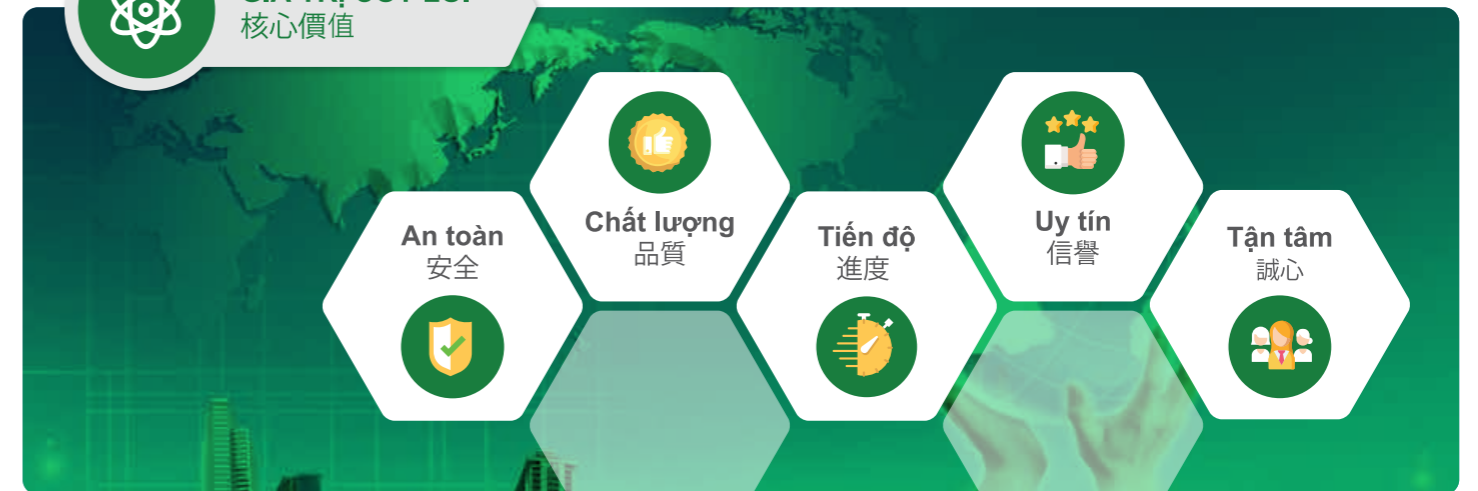 核心價值
An toàn
安全
Chất lượng
品質
Tiến độ
進度
Uy tín
信譽
Tận tâm
誠心